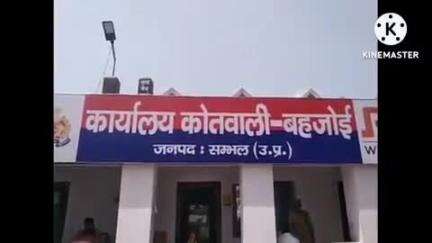 KINEMASTER
कार्यालय कोतवाली-बहजोई
जनपद : सम्भल (उ.प्र.)